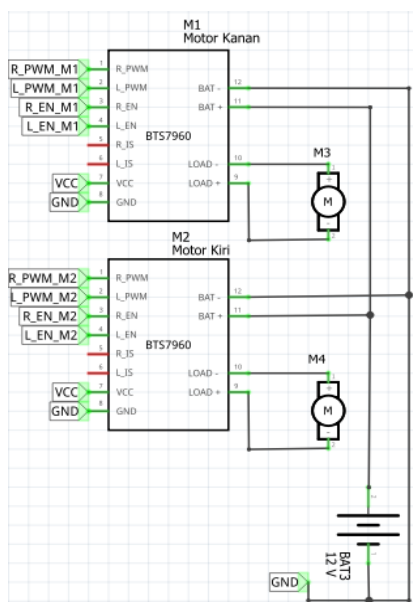 M1
Motor Kanan
R_PWM_M1 1 R_PWM
L_PWM_M1 2 L_PWM BAT - 12
R_EN_M1 3 R_EN BAT + 11
L_EN_M1 4 L_EN
BTS7960
5 R_IS
6 L_IS LOAD - 10
VCC 7 VCC LOAD + 9
GND 8 GND
M3
M
M2
Motor Kiri
R_PWM_M2 1 R_PWM
L_PWM_M2 2 L_PWM BAT - 12
R_EN_M2 3 R_EN BAT + 11
L_EN_M2 4 L_EN
BTS7960
5 R_IS
6 L_IS LOAD - 10
VCC 7 VCC LOAD + 9
GND 8 GND
M4
M
BAT3
12 V
GND